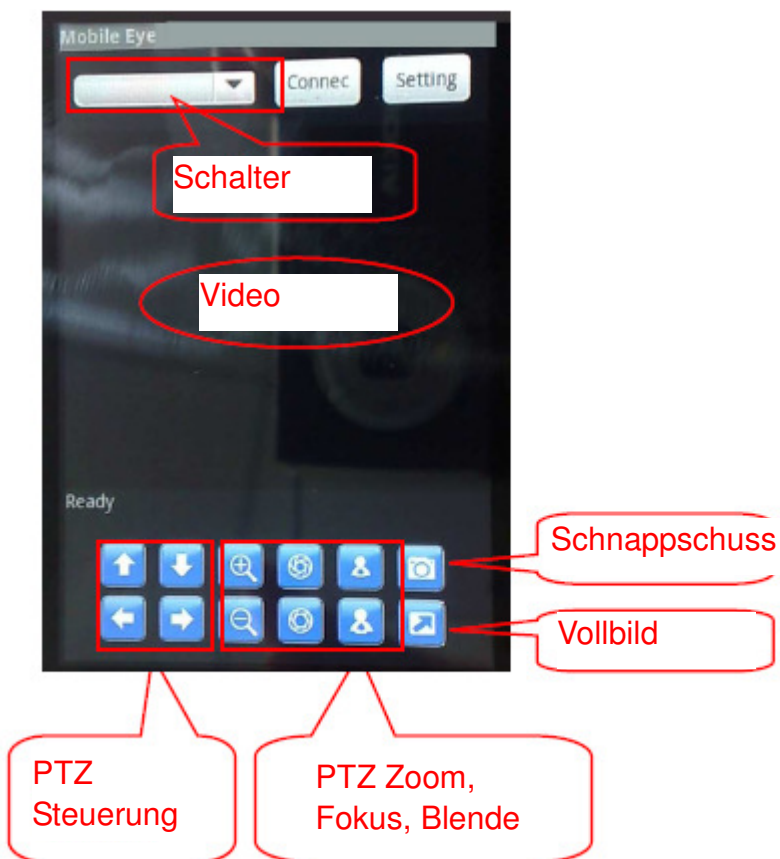 Mobile Eye
Connec
Setting
Schalter
Video
Ready
Schnappschuss
Vollbild
PTZ
Steuerung
PTZ Zoom,
Fokus, Blende